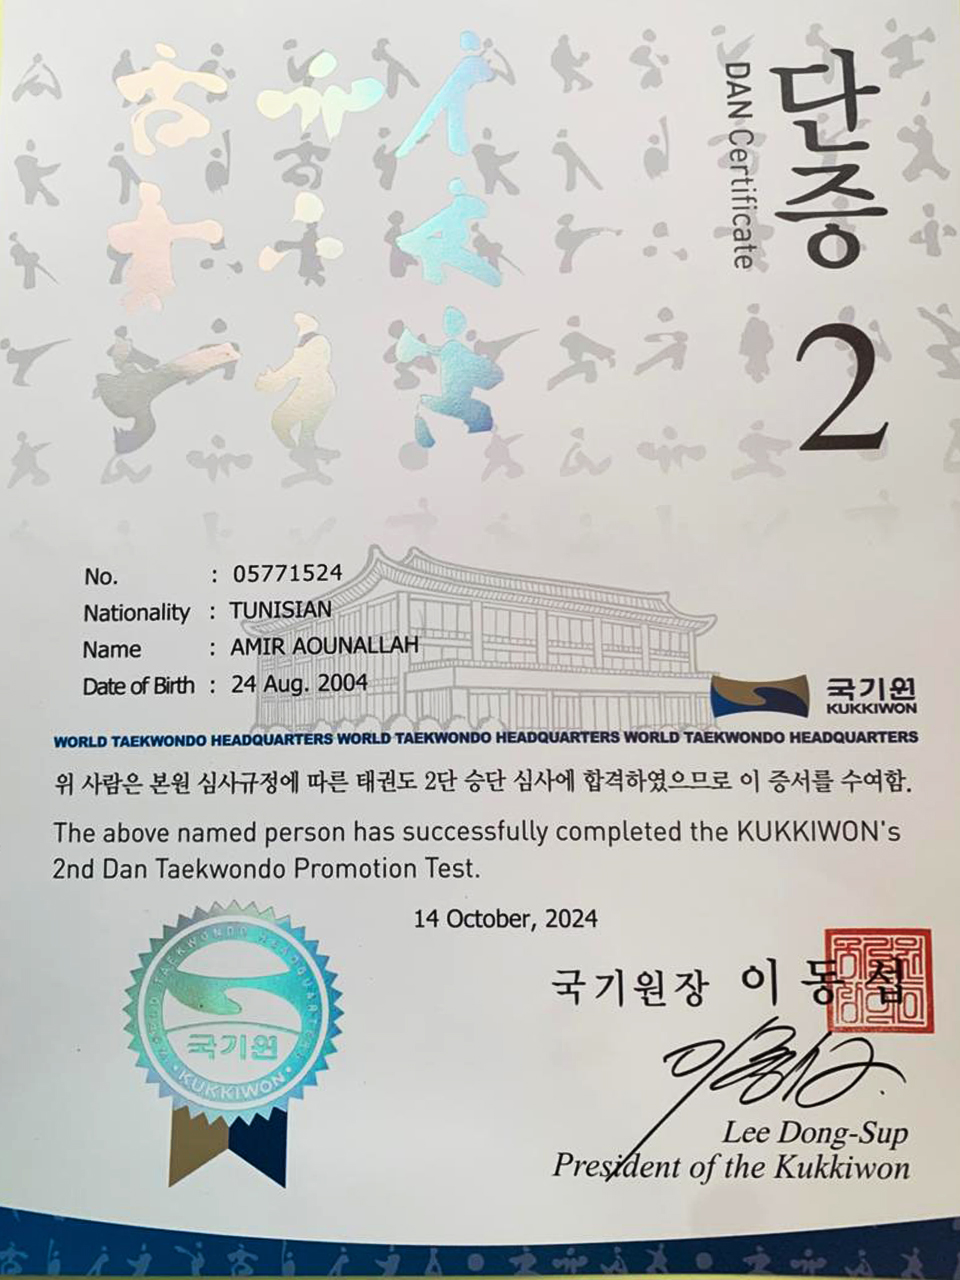 단증
DAN Certificate
2
No. : 05771524
Nationality : TUNISIAN
Name : AMIR AOUNALLAH
Date of Birth : 24 Aug. 2004
국기원
KUKKIWON
WORLD TAEKWONDO HEADQUARTERS WORLD TAEKWONDO HEADQUARTERS WORLD TAEKWONDO HEADQUARTERS
위 사람은 본원 심사규정에 따른 태권도 2단 승단 심사에 합격하였으므로 이 증서를 수여함.
The above named person has successfully completed the KUKKIWON's
2nd Dan Taekwondo Promotion Test.
14 October, 2024
WORLD TAEKWONDO HEADQUARTERS
국기원
KUKKIWON
국기원장 이동섭
Lee Dong-Sup
President of the Kukkiwon